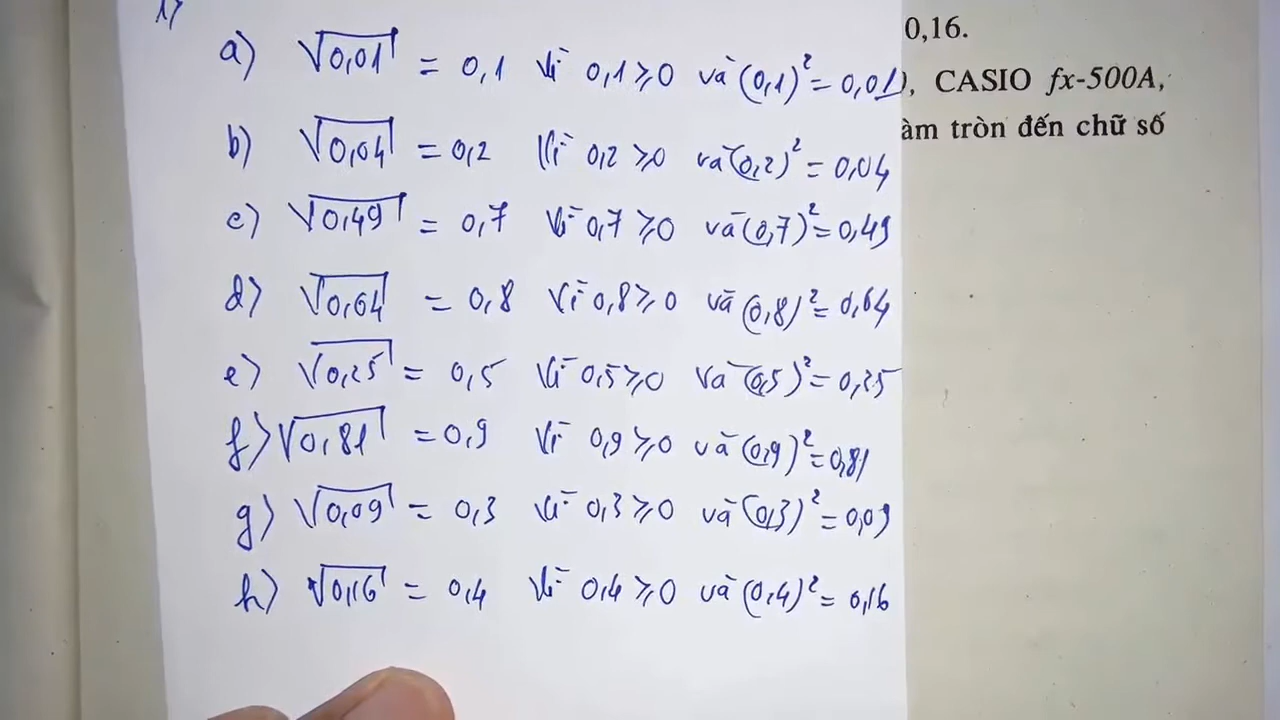 1)
a) √0,01 = 0,1 Vì 0,1 ≥ 0 và (0,1)² = 0,01
b) √0,04 = 0,2 Vì 0,2 ≥ 0 và (0,2)² = 0,04
c) √0,49 = 0,7 Vì 0,7 ≥ 0 và (0,7)² = 0,49
d) √0,64 = 0,8 Vì 0,8 ≥ 0 và (0,8)² = 0,64
e) √0,25 = 0,5 Vì 0,5 ≥ 0 và (0,5)² = 0,25
f) √0,81 = 0,9 Vì 0,9 ≥ 0 và (0,9)² = 0,81
g) √0,09 = 0,3 Vì 0,3 ≥ 0 và (0,3)² = 0,09
h) √0,16 = 0,4 Vì 0,4 ≥ 0 và (0,4)² = 0,16
0,16.
), CASIO fx-500A,
àm tròn đến chữ số